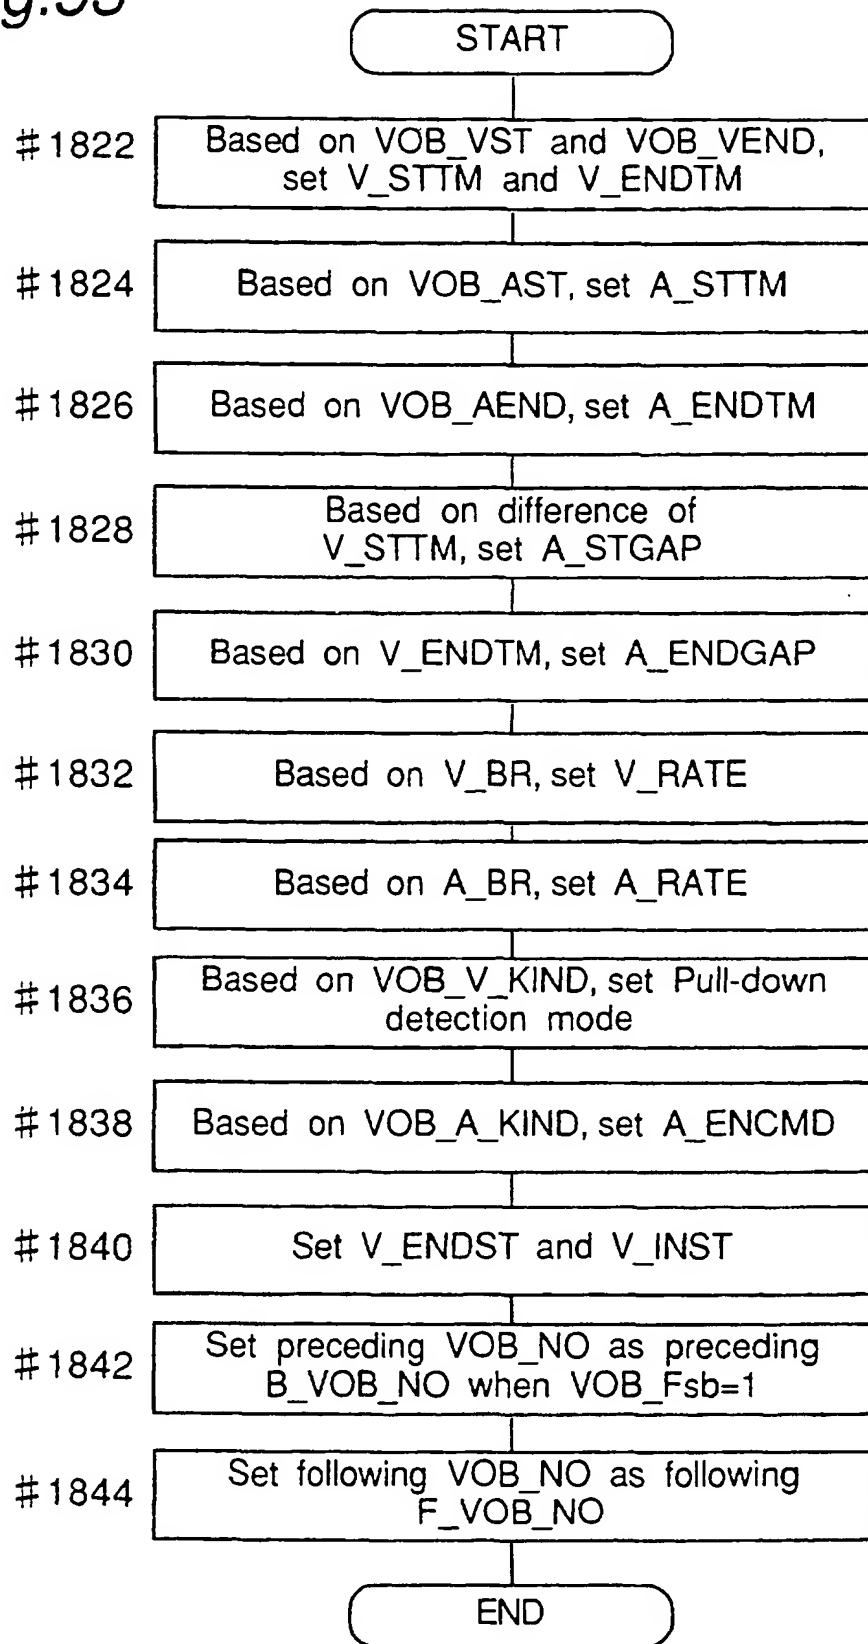 START
#1822
Based on VOB_VST and VOB_VEND,
set V_STTM and V_ENDTM
#1824
Based on VOB_AST, set A_STTM
#1826
Based on VOB_AEND, set A_ENDTM
#1828
Based on difference of
V_STTM, set A_STGAP
#1830
Based on V_ENDTM, set A_ENDGAP
#1832
Based on V_BR, set V_RATE
#1834
Based on A_BR, set A_RATE
#1836
Based on VOB_V_KIND, set Pull-down
detection mode
#1838
Based on VOB_A_KIND, set A_ENCMD
#1840
Set V_ENDST and V_INST
#1842
Set preceding VOB_NO as preceding
B_VOB_NO when VOB_Fsb=1
#1844
Set following VOB_NO as following
F_VOB_NO
END